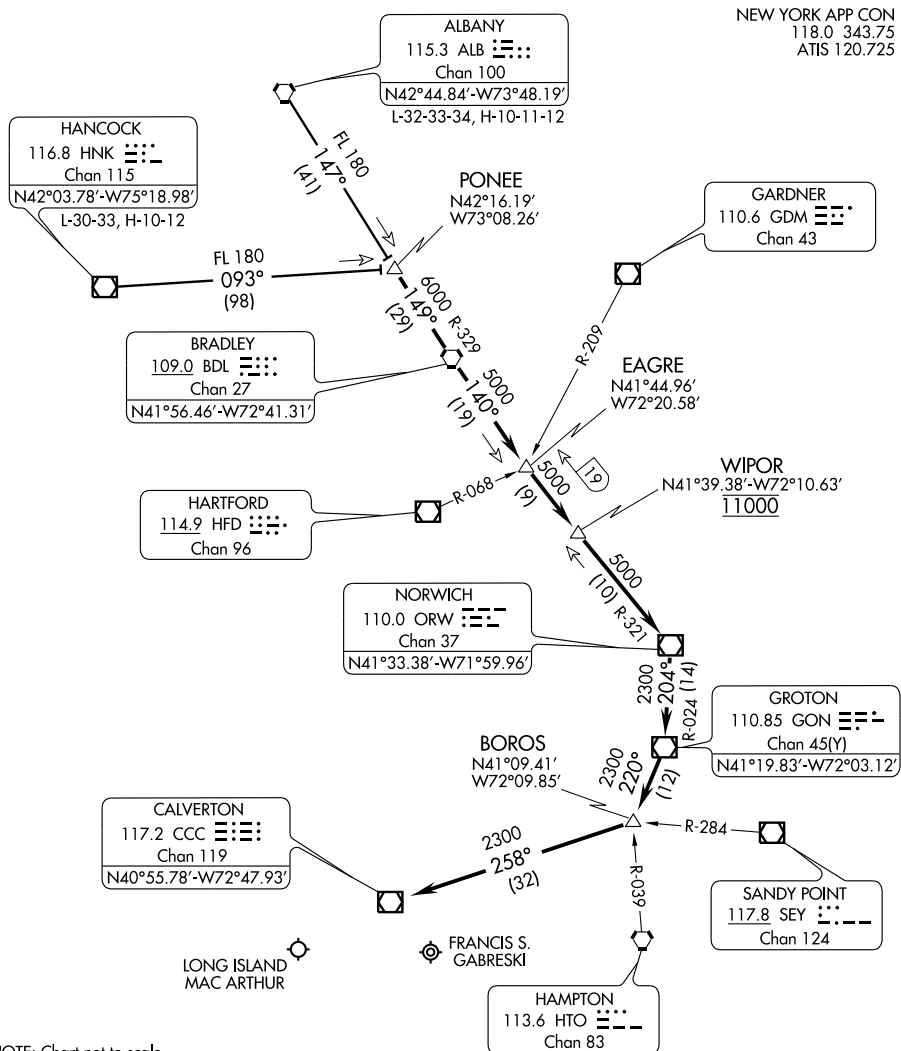 NEW YORK APP CON
118.0 343.75
ATIS 120.725
ALBANY
115.3 ALB
Chan 100
N42°44.84′-W73°48.19′
L-32-33-34, H-10-11-12
HANCOCK
116.8 HNK
Chan 115
N42°03.78′-W75°18.98′
L-30-33, H-10-12
FL 180
147°
(41)
PONEE
N42°16.19′
W73°08.26′
GARDNER
110.6 GDM
Chan 43
FL 180
093°
(98)
6000
149°
R-329
(29)
R-209
BRADLEY
109.0 BDL
Chan 27
N41°56.46′-W72°41.31′
5000
140°
(19)
EAGRE
N41°44.96′
W72°20.58′
19
5000
(9)
WIPOR
N41°39.38′-W72°10.63′
11000
HARTFORD
114.9 HFD
Chan 96
R-068
5000
(10)
R-321
NORWICH
110.0 ORW
Chan 37
N41°33.38′-W71°59.96′
2300
204°
(14)
R-024
GROTON
110.85 GON
Chan 45(Y)
N41°19.83′-W72°03.12′
BOROS
N41°09.41′
W72°09.85′
2300
220°
(12)
CALVERTON
117.2 CCC
Chan 119
N40°55.78′-W72°47.93′
2300
258°
(32)
R-284
R-039
SANDY POINT
117.8 SEY
Chan 124
LONG ISLAND
MAC ARTHUR
FRANCIS S.
GABRESKI
HAMPTON
113.6 HTO
Chan 83
NOTE: Chart not to scale